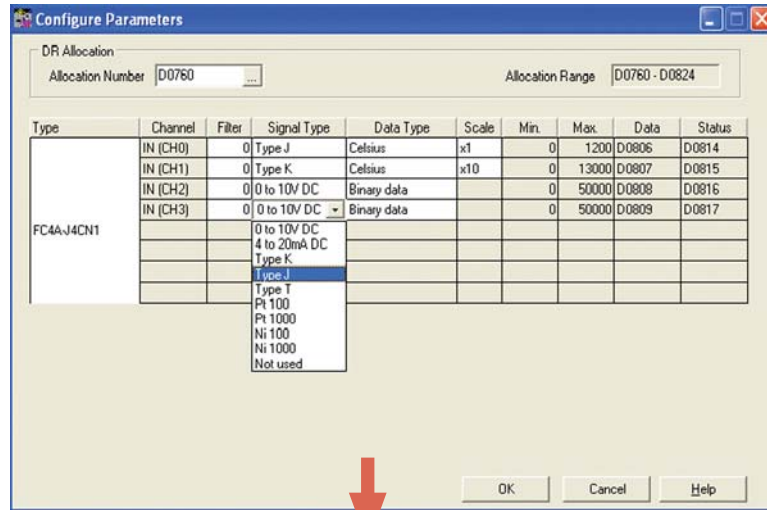 Configure Parameters
DR Allocation
Allocation Number D0760 ... Allocation Range D0760 - D0824
Type Channel Filter Signal Type Data Type Scale Min. Max. Data Status
IN (CH0) 0 Type J Celsius x1 0 1200 D0806 D0814
IN (CH1) 0 Type K Celsius x10 0 13000 D0807 D0815
IN (CH2) 0 0 to 10V DC Binary data 0 50000 D0808 D0816
IN (CH3) 0 0 to 10V DC Binary data 0 50000 D0809 D0817
FC4A-J4CN1
0 to 10V DC
4 to 20mA DC
Type K
Type J
Type T
Pt 100
Pt 1000
Ni 100
Ni 1000
Not used
OK Cancel Help